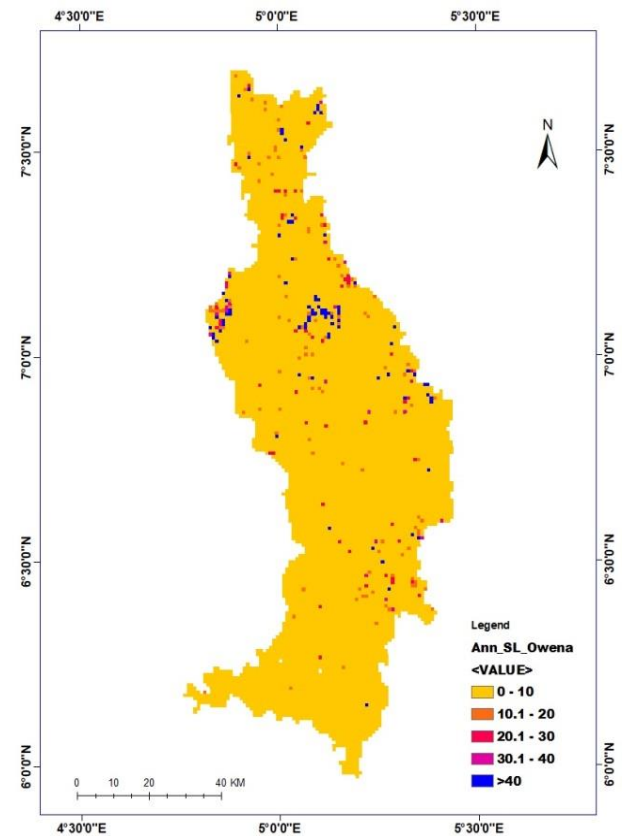 4°30'0"E 5°0'0"E 5°30'0"E
7°30'0"N 7°30'0"N
N
7°0'0"N 7°0'0"N
6°30'0"N 6°30'0"N
6°0'0"N 6°0'0"N
Legend
Ann_SL_Owena
<VALUE>
0 - 10
10.1 - 20
20.1 - 30
30.1 - 40
>40
0 10 20 40 KM
4°30'0"E 5°0'0"E 5°30'0"E